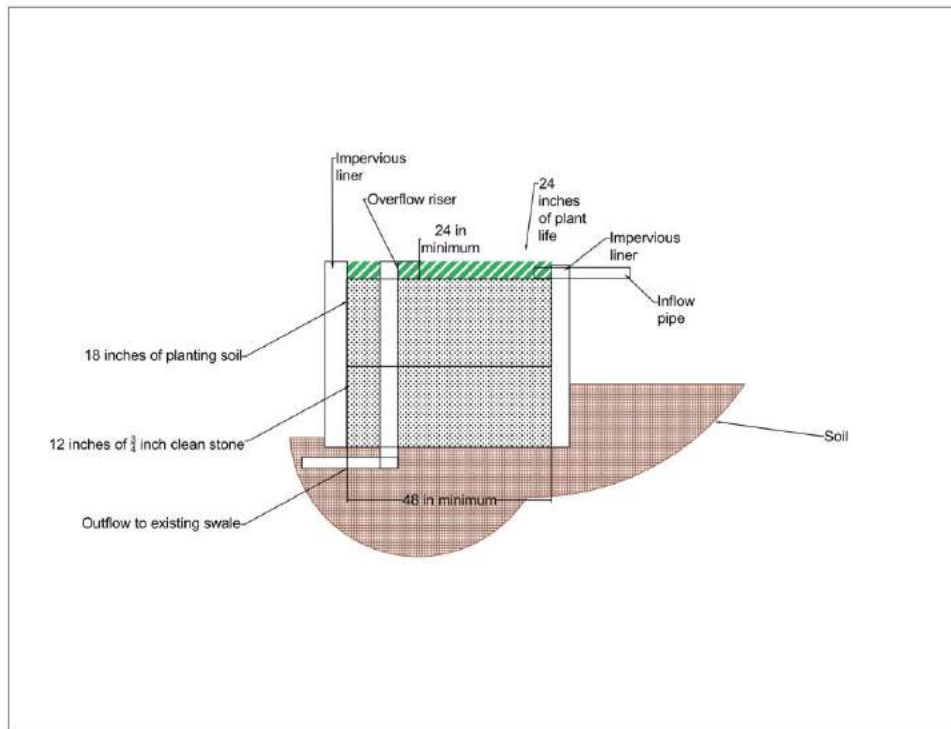 Impervious
liner
Overflow riser
24 in
minimum
24
inches
of plant
life
Impervious
liner
Inflow
pipe
18 inches of planting soil
12 inches of 3/4 inch clean stone
Soil
48 in minimum
Outflow to existing swale